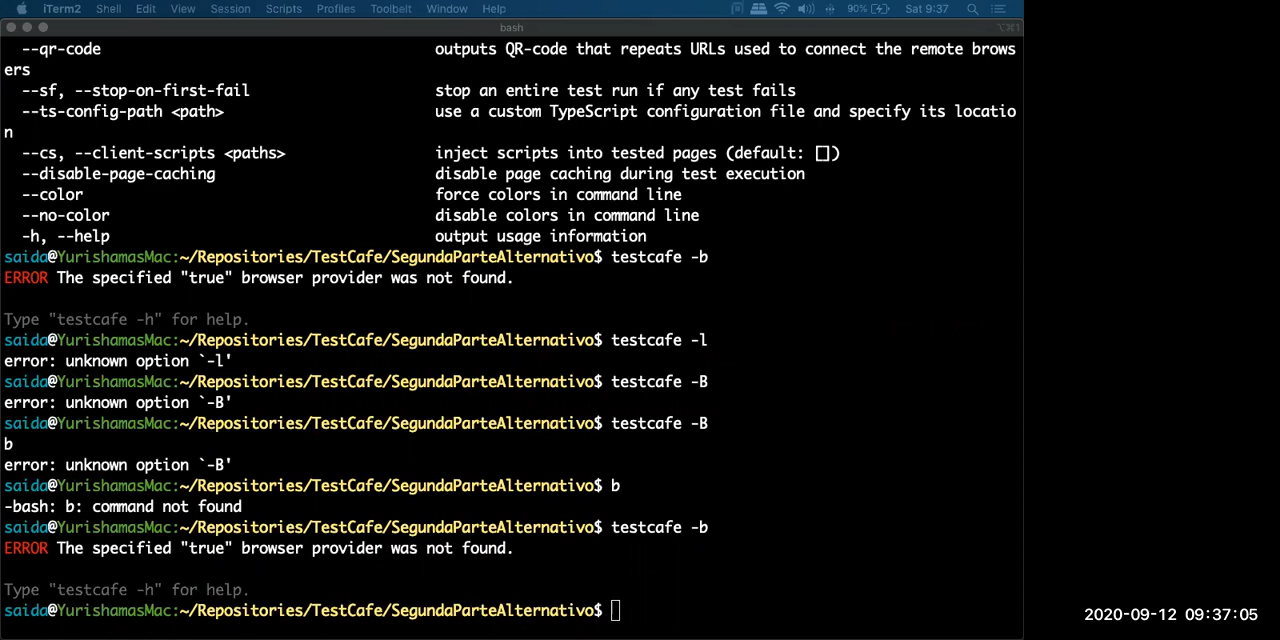 iTerm2 Shell Edit View Session Scripts Profiles Toolbelt Window Help 90% Sat 9:37
bash ⌥⌘1
--qr-code outputs QR-code that repeats URLs used to connect the remote brows
ers
--sf, --stop-on-first-fail stop an entire test run if any test fails
--ts-config-path <path> use a custom TypeScript configuration file and specify its locatio
n
--cs, --client-scripts <paths> inject scripts into tested pages (default: [])
--disable-page-caching disable page caching during test execution
--color force colors in command line
--no-color disable colors in command line
-h, --help output usage information
saida@YurishamasMac:~/Repositories/TestCafe/SegundaParteAlternativo$ testcafe -b
ERROR The specified "true" browser provider was not found.
Type "testcafe -h" for help.
saida@YurishamasMac:~/Repositories/TestCafe/SegundaParteAlternativo$ testcafe -l
error: unknown option `-l'
saida@YurishamasMac:~/Repositories/TestCafe/SegundaParteAlternativo$ testcafe -B
error: unknown option `-B'
saida@YurishamasMac:~/Repositories/TestCafe/SegundaParteAlternativo$ testcafe -B
b
error: unknown option `-B'
saida@YurishamasMac:~/Repositories/TestCafe/SegundaParteAlternativo$ b
-bash: b: command not found
saida@YurishamasMac:~/Repositories/TestCafe/SegundaParteAlternativo$ testcafe -b
ERROR The specified "true" browser provider was not found.
Type "testcafe -h" for help.
saida@YurishamasMac:~/Repositories/TestCafe/SegundaParteAlternativo$
2020-09-12 09:37:05